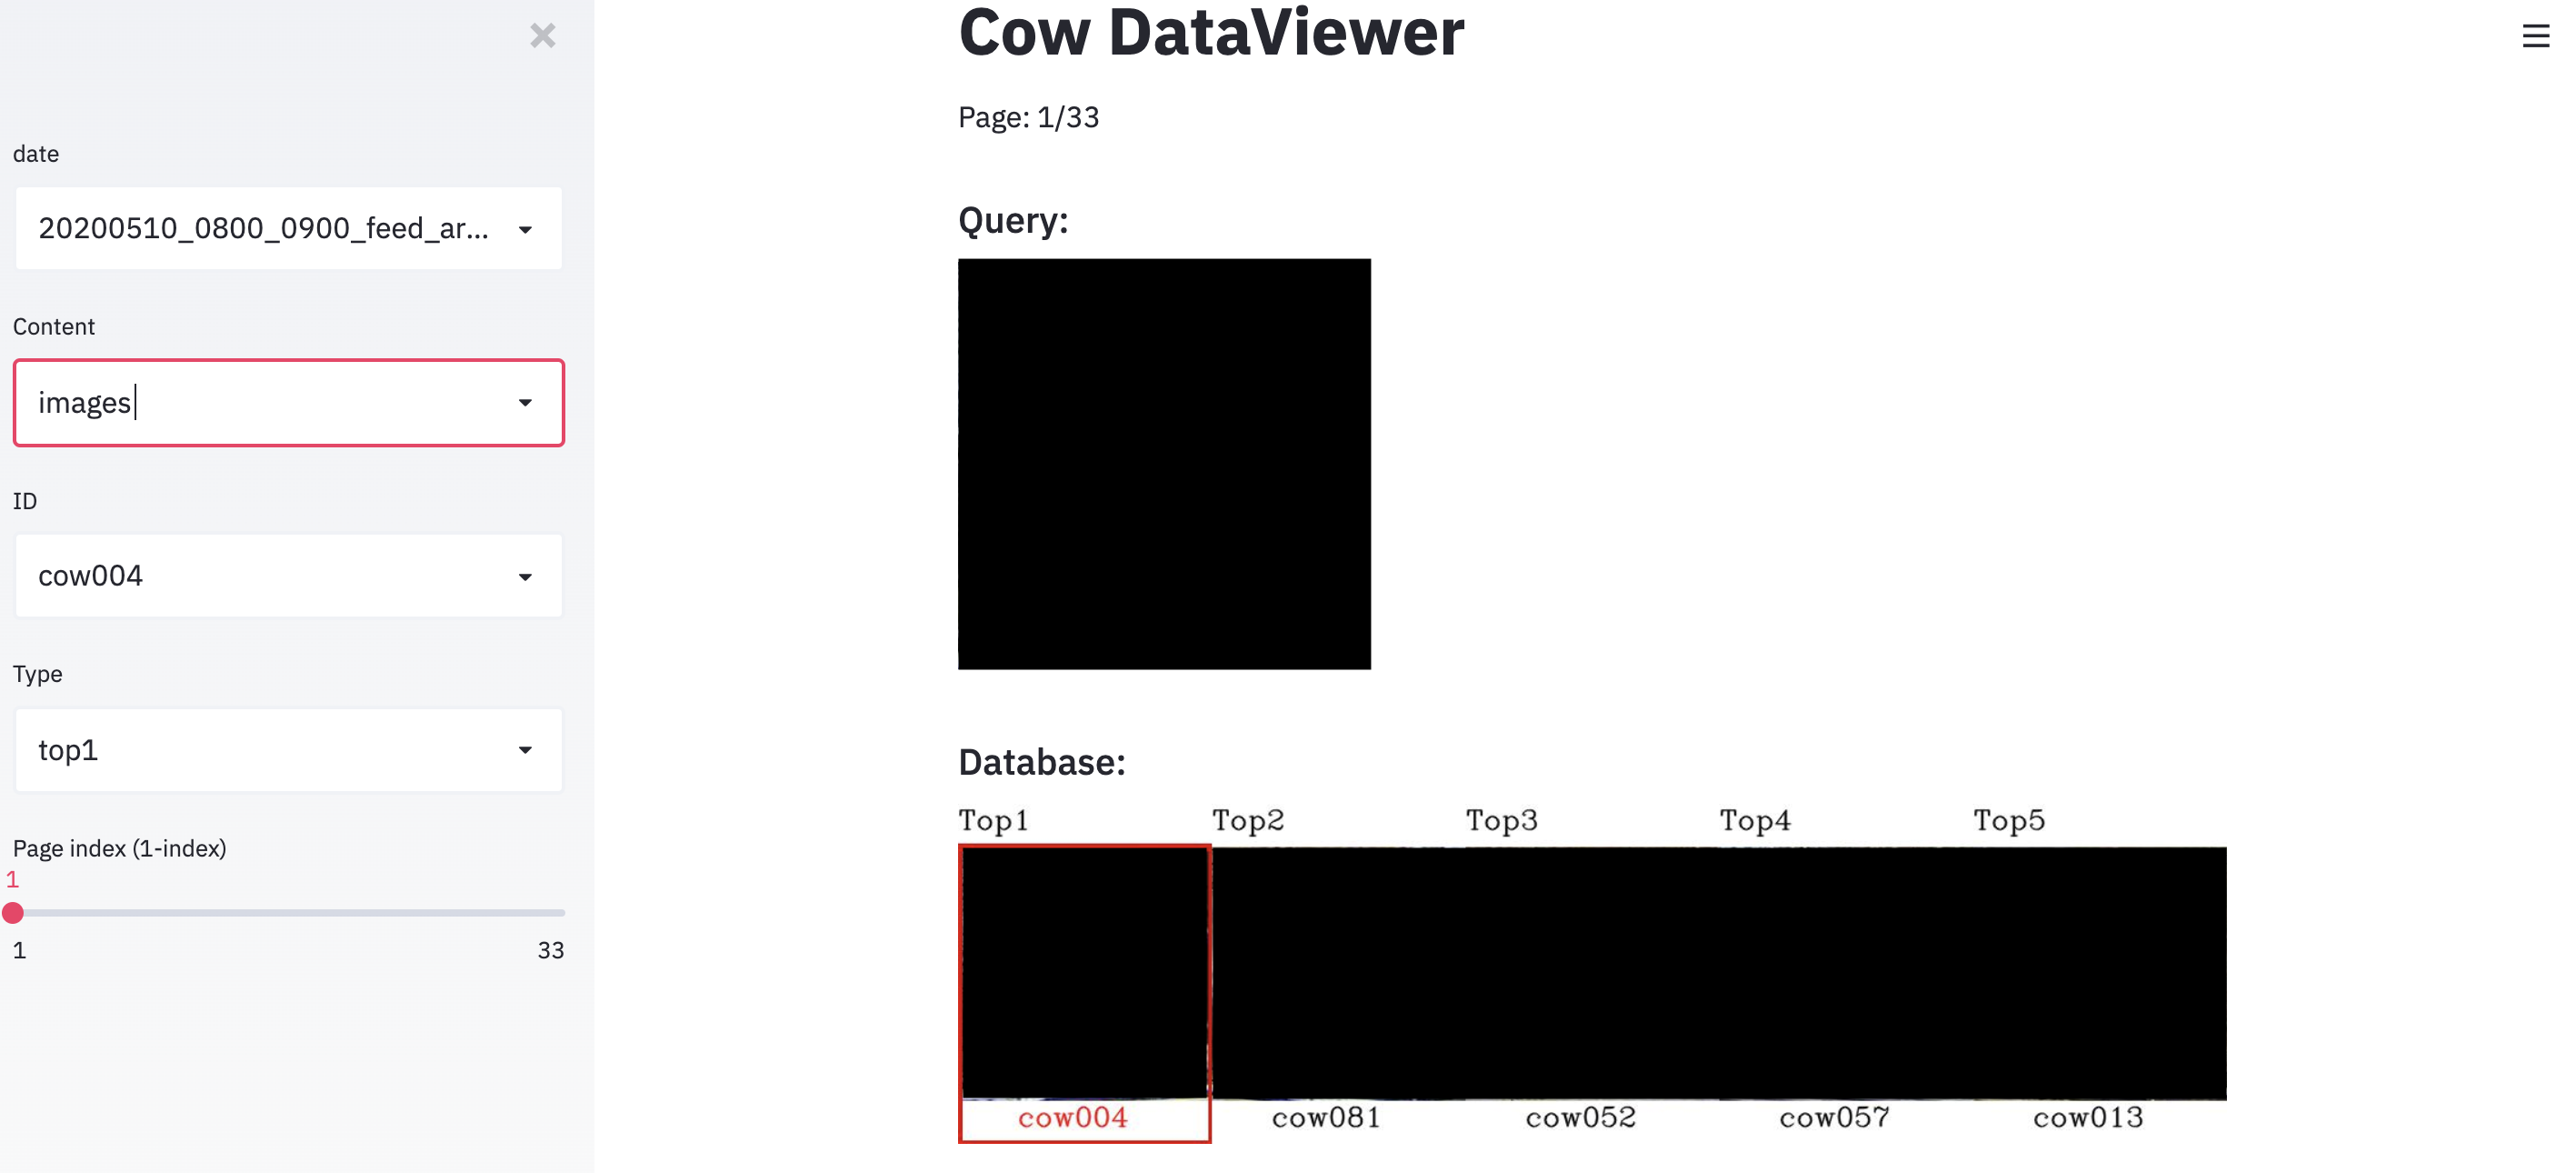 date
20200510_0800_0900_feed_ar...
Content
images
ID
cow004
Type
top1
Page index (1-index)
1
1 33
Cow DataViewer
Page: 1/33
Query:
Database:
Top1 Top2 Top3 Top4 Top5
cow004 cow081 cow052 cow057 cow013